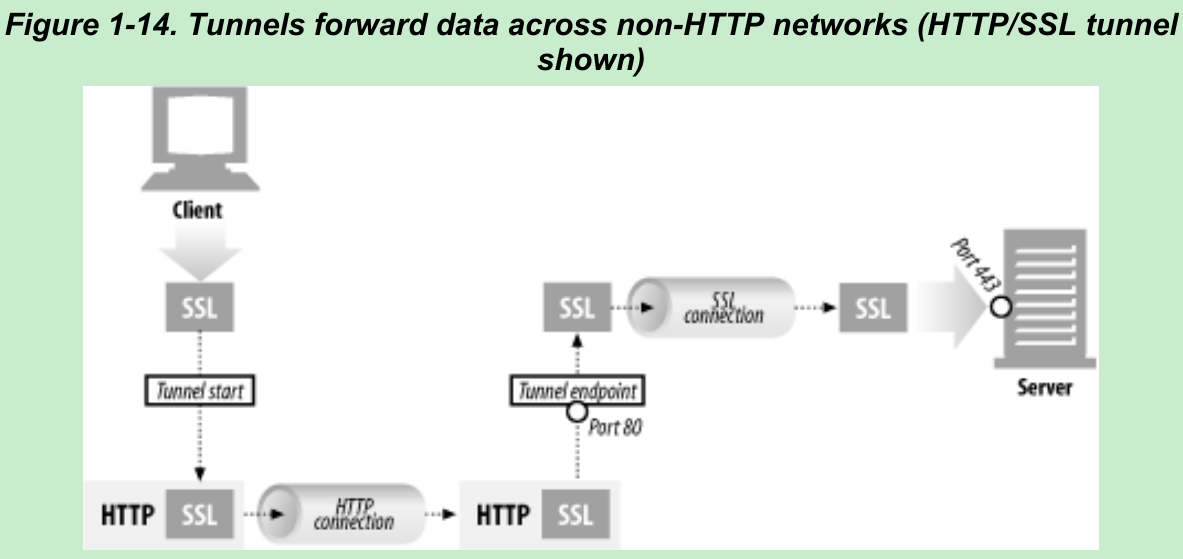 Figure 1-14. Tunnels forward data across non-HTTP networks (HTTP/SSL tunnel
shown)
Client
SSL
Tunnel start
HTTP SSL
HTTP
connection
HTTP SSL
Port 80
Tunnel endpoint
SSL
SSL
connection
SSL
Port 443
Server